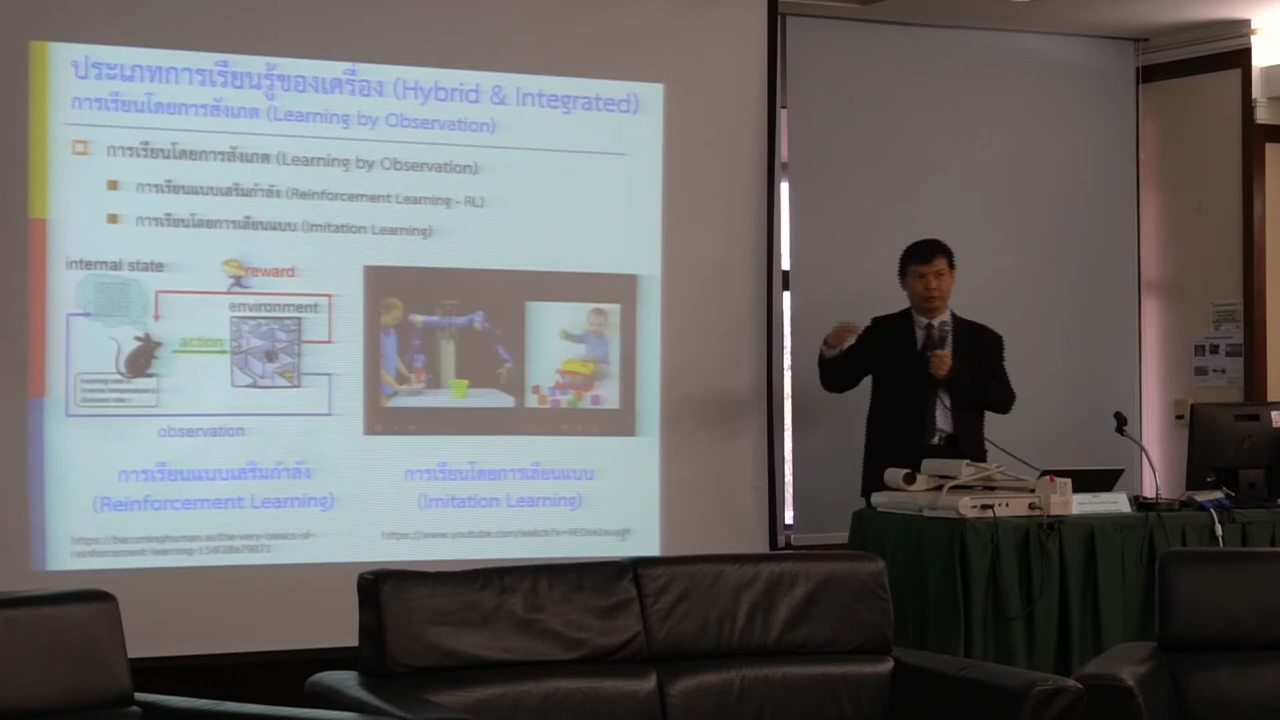 ประเภทการเรียนรู้ของเครื่อง (Hybrid & Integrated)
การเรียนโดยการสังเกต (Learning by Observation)
การเรียนโดยการสังเกต (Learning by Observation)
การเรียนแบบเสริมกำลัง (Reinforcement Learning - RL)
การเรียนโดยการเลียนแบบ (Imitation Learning)
internal state
reward
environment
action
observation
การเรียนแบบเสริมกำลัง
(Reinforcement Learning)
การเรียนโดยการเลียนแบบ
(Imitation Learning)
https://becominghuman.ai/the-very-basics-of-